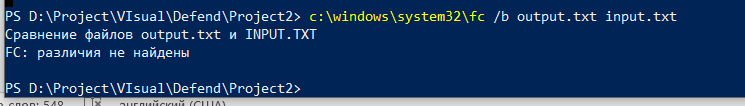 PS D:\Project\VIsual\Defend\Project2> c:\windows\system32\fc /b output.txt input.txt
Сравнение файлов output.txt и INPUT.TXT
FC: различия не найдены
PS D:\Project\VIsual\Defend\Project2>
548
английский (США)